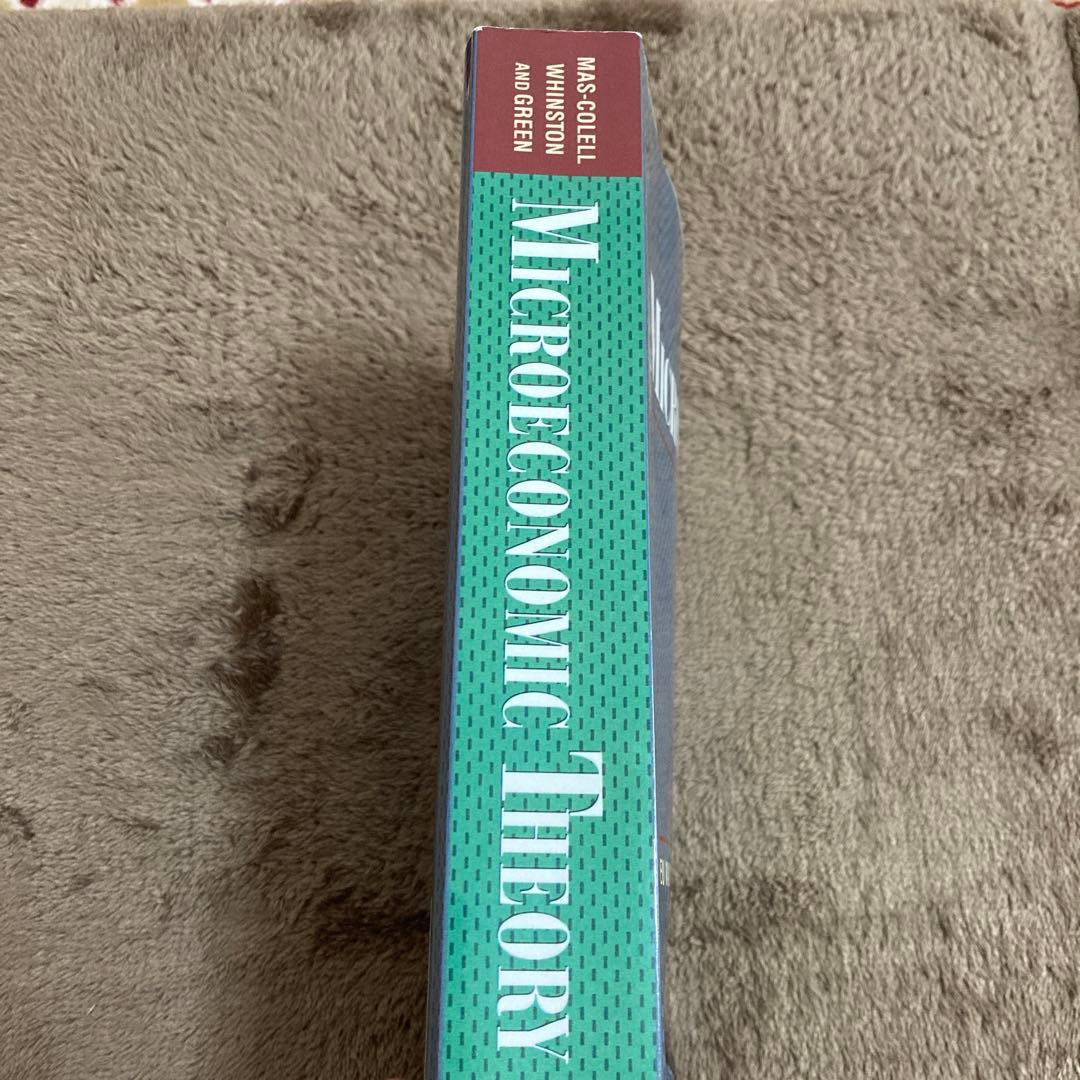 MAS-COLELL
WHINSTON
AND GREEN
MICROECONOMIC THEORY